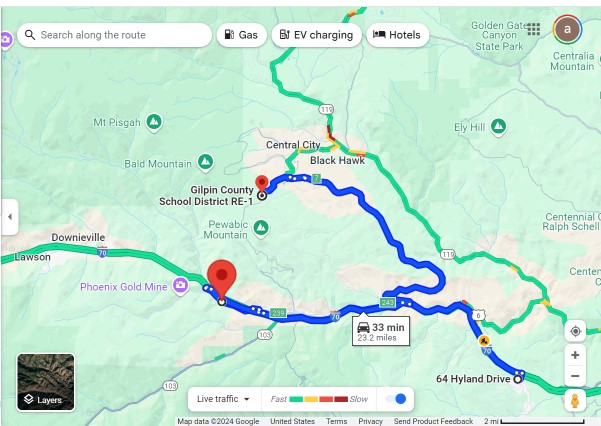 Search along the route
Gas
EV charging
Hotels
a
Golden Gate
Canyon
State Park
Centralia
Mountain
119
Mt Pisgah
Ely Hill
Central City
Black Hawk
Bald Mountain
7
Gilpin County
School District RE-1
Pewabic
Mountain
Centennial C
Ralph Schell
Downieville
70
Lawson
119
Center
Co
Phoenix Gold Mine
243
239
70
6
103
33 min
23.2 miles
70
64 Hyland Drive
103
Layers
Live traffic
Fast
Slow
Map data ©2024 Google
United States
Terms
Privacy
Send Product Feedback
2 mi